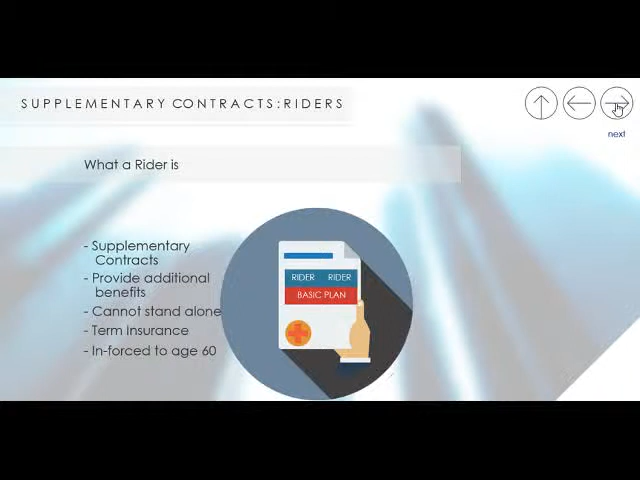 SUPPLEMENTARY CONTRACTS:RIDERS
next
What a Rider is
- Supplementary
Contracts
- Provide additional
benefits
- Cannot stand alone
- Term Insurance
- In-forced to age 60
RIDER RIDER
BASIC PLAN